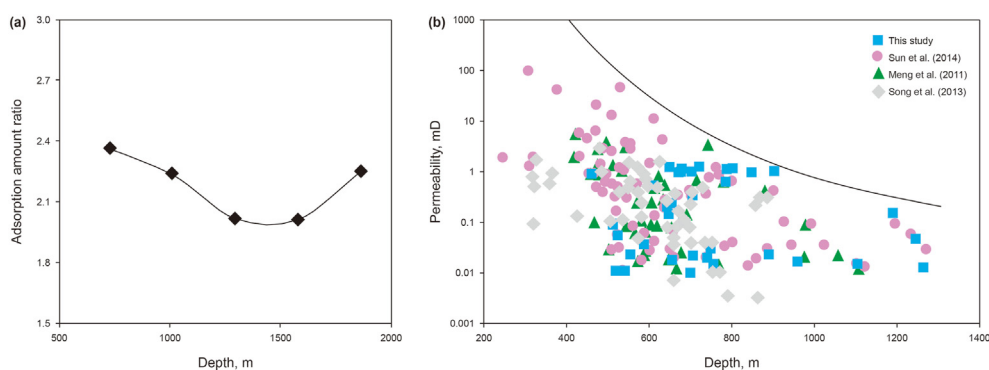 (a)
3.0
2.7
2.4
2.1
1.8
1.5
Adsorption amount ratio
500
1000
1500
2000
Depth, m
(b)
1000
100
10
1
0.1
0.01
0.001
Permeability, mD
200
400
600
800
1000
1200
1400
Depth, m
This study
Sun et al. (2014)
Meng et al. (2011)
Song et al. (2013)